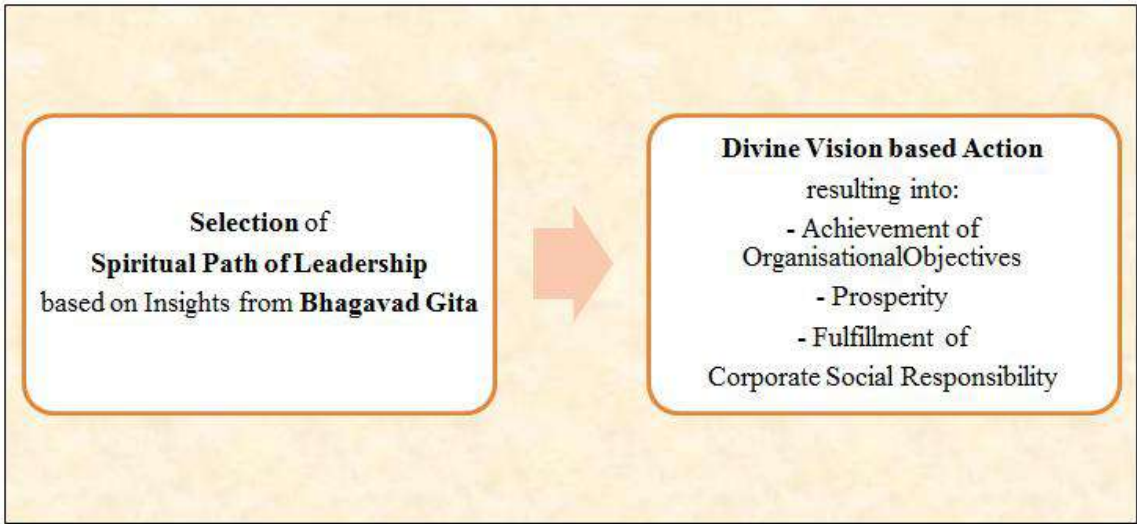 Selection of
Spiritual Path of Leadership
based on Insights from Bhagavad Gita
Divine Vision based Action
resulting into:
- Achievement of
OrganisationalObjectives
- Prosperity
- Fulfillment of
Corporate Social Responsibility